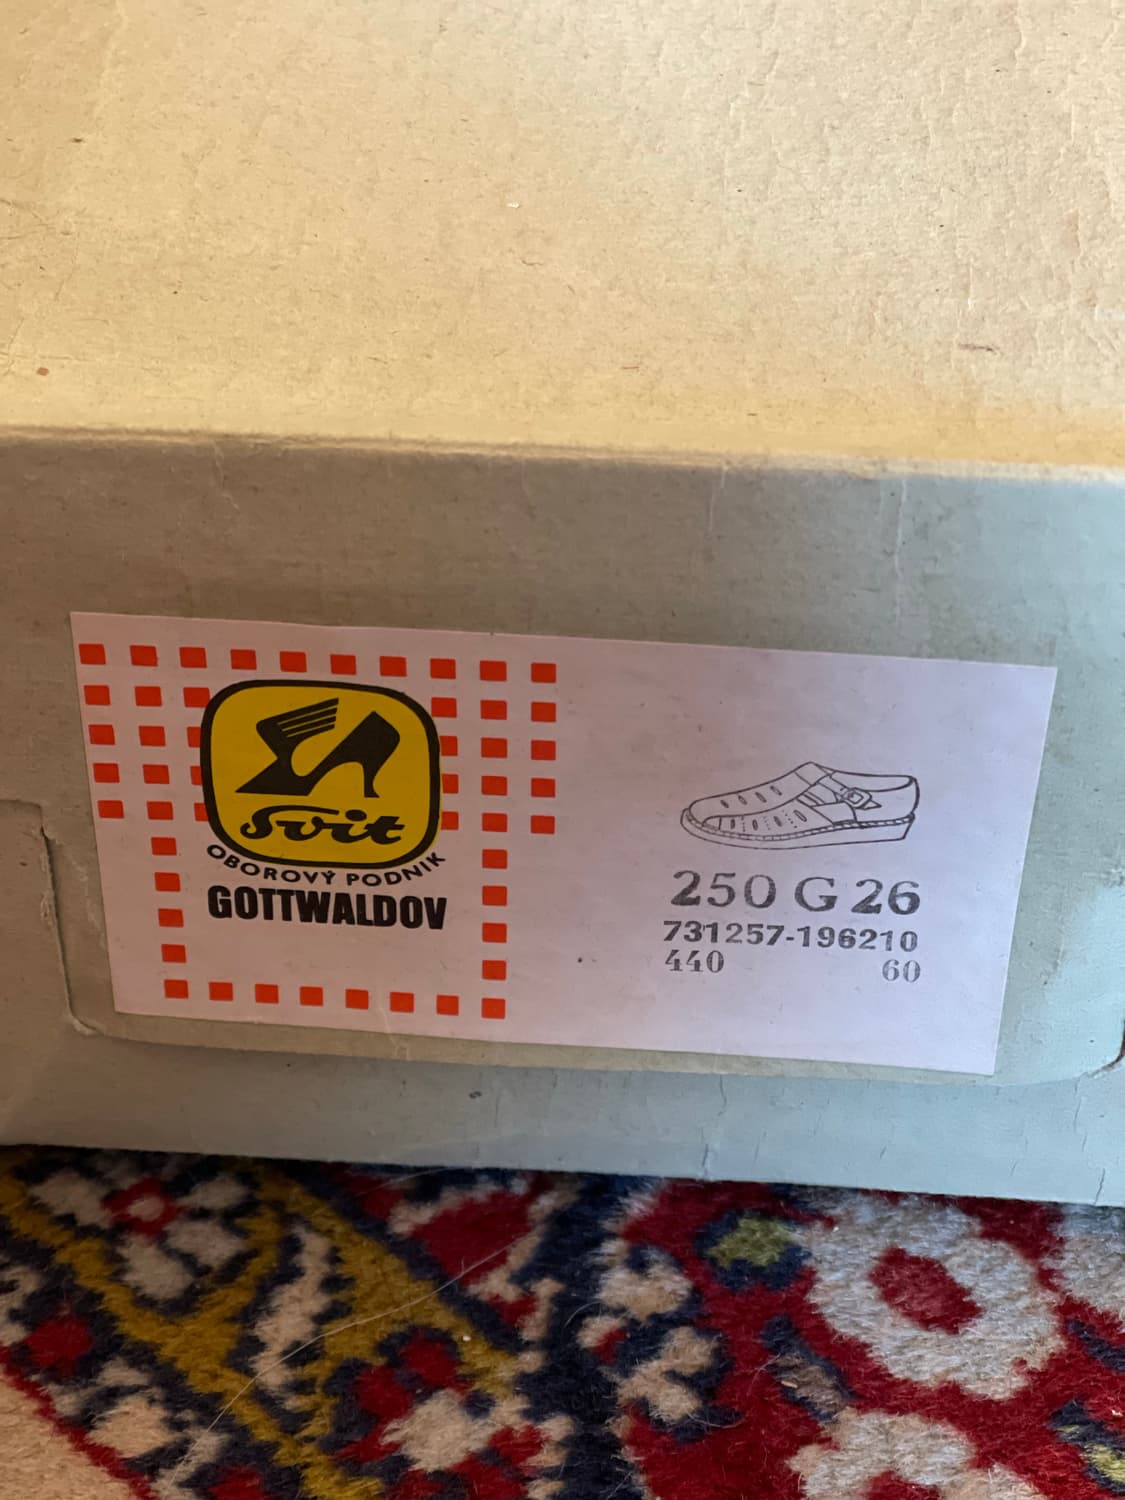 Svit
OBOROVÝ PODNIK
GOTTWALDOV
250 G 26
731257-196210
440 60